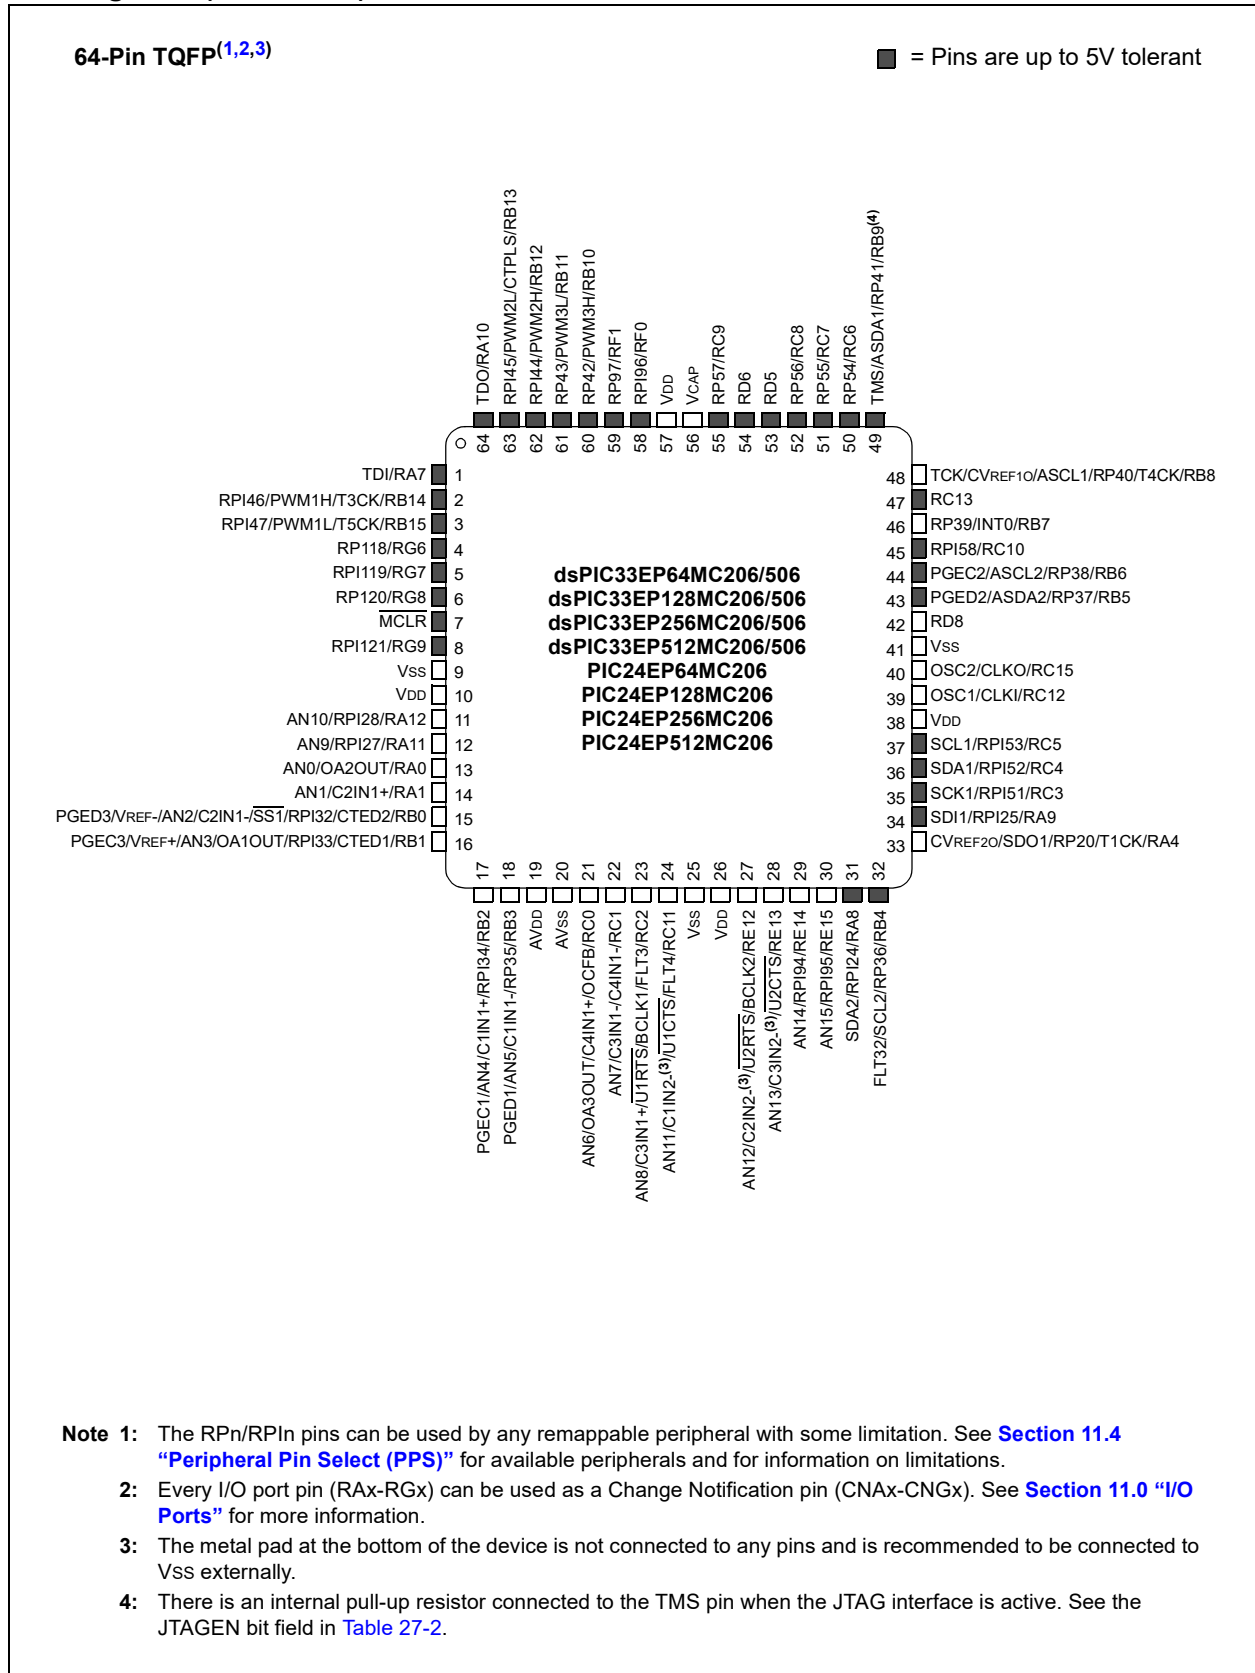 64-Pin TQFP(1,2,3)
= Pins are up to 5V tolerant
TDO/RA10
RPI45/PWM2L/CTPLS/RB13
RPI44/PWM2H/RB12
RP43/PWM3L/RB11
RP42/PWM3H/RB10
RP97/RF1
RPI96/RF0
VDD
VCAP
RP57/RC9
RD6
RD5
RP56/RC8
RP55/RC7
RP54/RC6
TMS/ASDA1/RP41/RB9(4)
64 63 62 61 60 59 58 57 56 55 54 53 52 51 50 49
TDI/RA7 1
RPI46/PWM1H/T3CK/RB14 2
RPI47/PWM1L/T5CK/RB15 3
RP118/RG6 4
RPI119/RG7 5
RP120/RG8 6
MCLR 7
RPI121/RG9 8
VSS 9
VDD 10
AN10/RPI28/RA12 11
AN9/RPI27/RA11 12
AN0/OA2OUT/RA0 13
AN1/C2IN1+/RA1 14
PGED3/VREF-/AN2/C2IN1-/SS1/RPI32/CTED2/RB0 15
PGEC3/VREF+/AN3/OA1OUT/RPI33/CTED1/RB1 16
dsPIC33EP64MC206/506
dsPIC33EP128MC206/506
dsPIC33EP256MC206/506
dsPIC33EP512MC206/506
PIC24EP64MC206
PIC24EP128MC206
PIC24EP256MC206
PIC24EP512MC206
48 TCK/CVREF1O/ASCL1/RP40/T4CK/RB8
47 RC13
46 RP39/INT0/RB7
45 RPI58/RC10
44 PGEC2/ASCL2/RP38/RB6
43 PGED2/ASDA2/RP37/RB5
42 RD8
41 VSS
40 OSC2/CLKO/RC15
39 OSC1/CLKI/RC12
38 VDD
37 SCL1/RPI53/RC5
36 SDA1/RPI52/RC4
35 SCK1/RPI51/RC3
34 SDI1/RPI25/RA9
33 CVREF2O/SDO1/RP20/T1CK/RA4
17 18 19 20 21 22 23 24 25 26 27 28 29 30 31 32
PGEC1/AN4/C1IN1+/RPI34/RB2
PGED1/AN5/C1IN1-/RP35/RB3
AVDD
AVSS
AN6/OA3OUT/C4IN1+/OCFB/RC0
AN7/C3IN1-/C4IN1-/RC1
AN8/C3IN1+/U1RTS/BCLK1/FLT3/RC2
AN11/C1IN2-(3)/U1CTS/FLT4/RC11
VSS
VDD
AN12/C2IN2-(3)/U2RTS/BCLK2/RE12
AN13/C3IN2-(3)/U2CTS/RE13
AN14/RPI94/RE14
AN15/RPI95/RE15
SDA2/RPI24/RA8
FLT32/SCL2/RP36/RB4
Note 1: The RPn/RPIn pins can be used by any remappable peripheral with some limitation. See Section 11.4
“Peripheral Pin Select (PPS)” for available peripherals and for information on limitations.
2: Every I/O port pin (RAx-RGx) can be used as a Change Notification pin (CNAx-CNGx). See Section 11.0 “I/O
Ports” for more information.
3: The metal pad at the bottom of the device is not connected to any pins and is recommended to be connected to
VSS externally.
4: There is an internal pull-up resistor connected to the TMS pin when the JTAG interface is active. See the
JTAGEN bit field in Table 27-2.